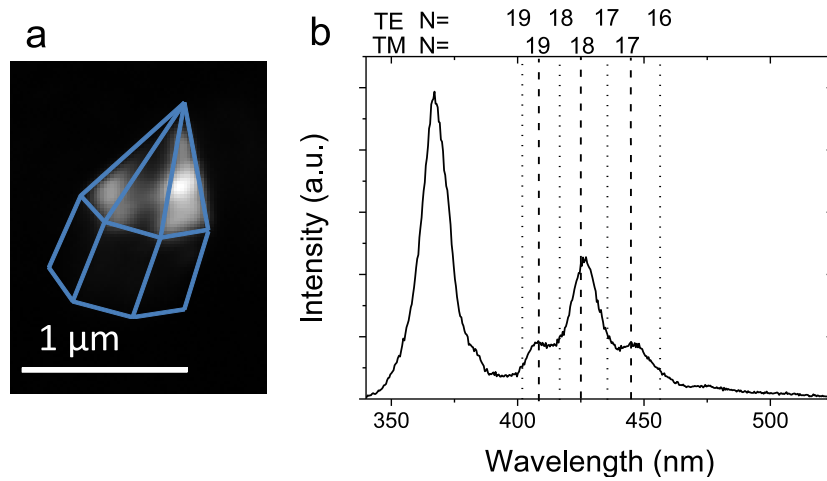 a
1 µm
b
TE N= 19 18 17 16
TM N= 19 18 17
Intensity (a.u.)
350 400 450 500
Wavelength (nm)